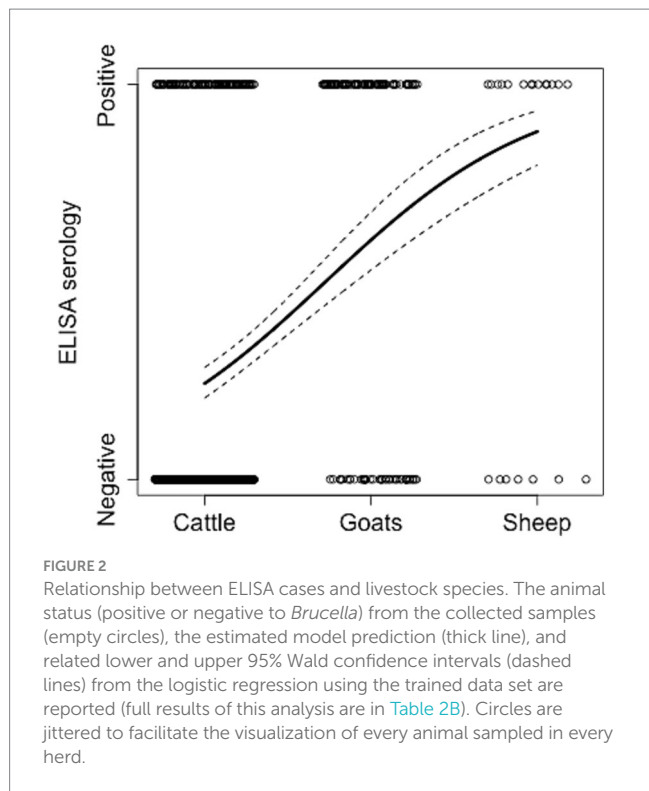 Positive
ELISA serology
Negative
Cattle Goats Sheep
FIGURE 2
Relationship between ELISA cases and livestock species. The animal
status (positive or negative to Brucella) from the collected samples
(empty circles), the estimated model prediction (thick line), and
related lower and upper 95% Wald confidence intervals (dashed
lines) from the logistic regression using the trained data set are
reported (full results of this analysis are in Table 2B). Circles are
jittered to facilitate the visualization of every animal sampled in every
herd.